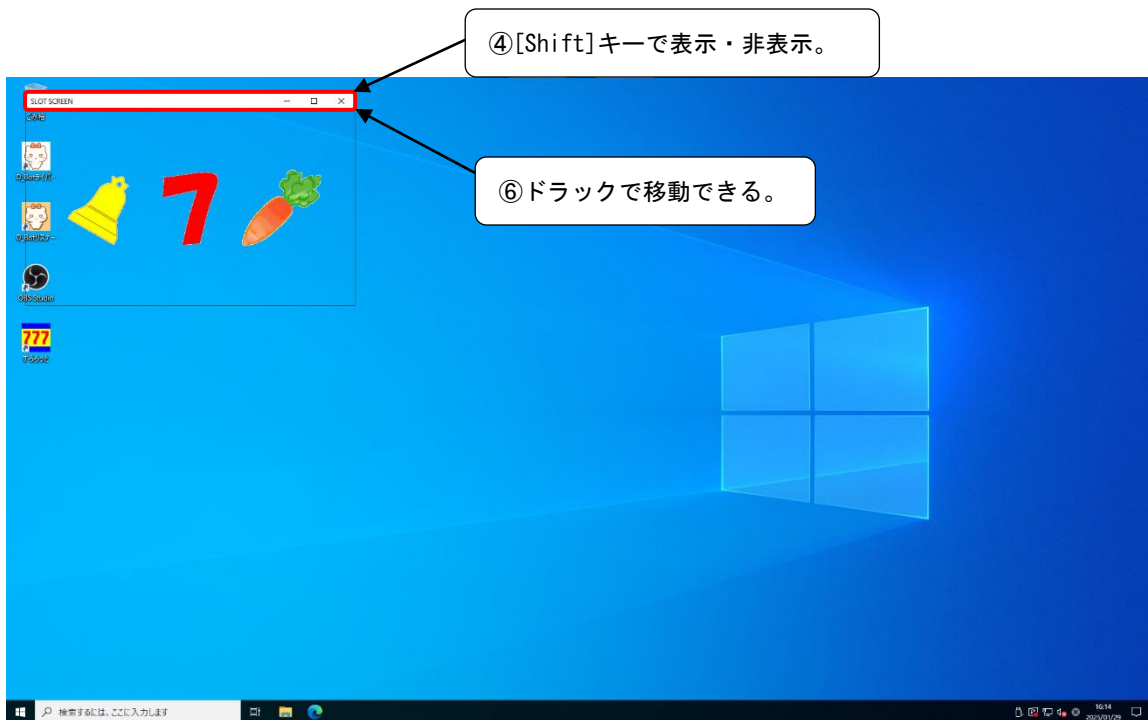 ④[Shift]キーで表示・非表示。
SLOT SCREEN
ごみ箱
⑥ドラックで移動できる。
7
OBS Studio
777
検索するには、ここに入力します
16:14
2025/01/29